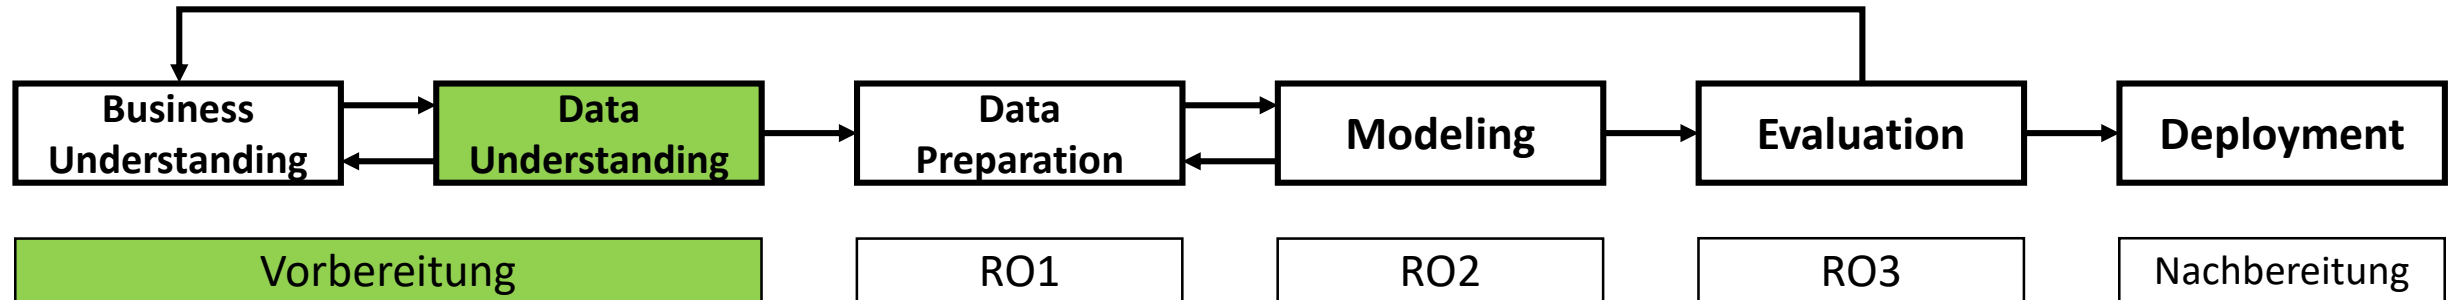 Business
Understanding
Data
Understanding
Data
Preparation
Modeling
Evaluation
Deployment
Vorbereitung
RO1
RO2
RO3
Nachbereitung